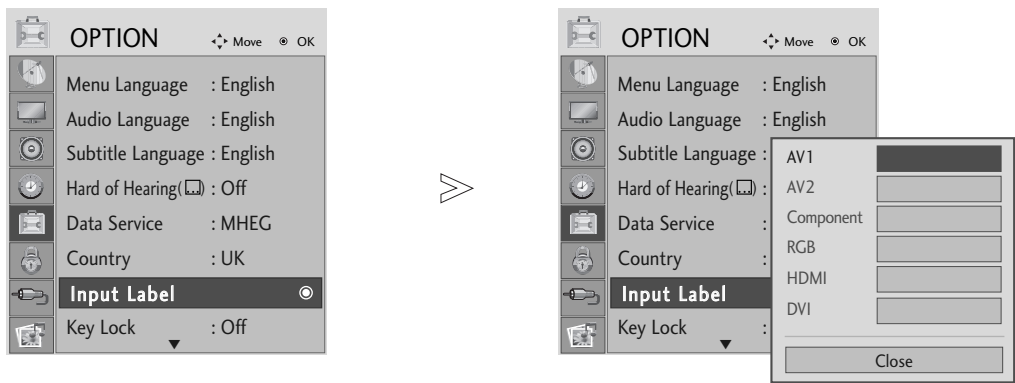 OPTION Move OK
Menu Language : English
Audio Language : English
Subtitle Language : English
Hard of Hearing( ) : Off
Data Service : MHEG
Country : UK
Input Label
Key Lock : Off
OPTION Move OK
Menu Language : English
Audio Language : English
Subtitle Language :
Hard of Hearing( ) :
Data Service :
Country :
Input Label
Key Lock :
AV1
AV2
Component
RGB
HDMI
DVI
Close